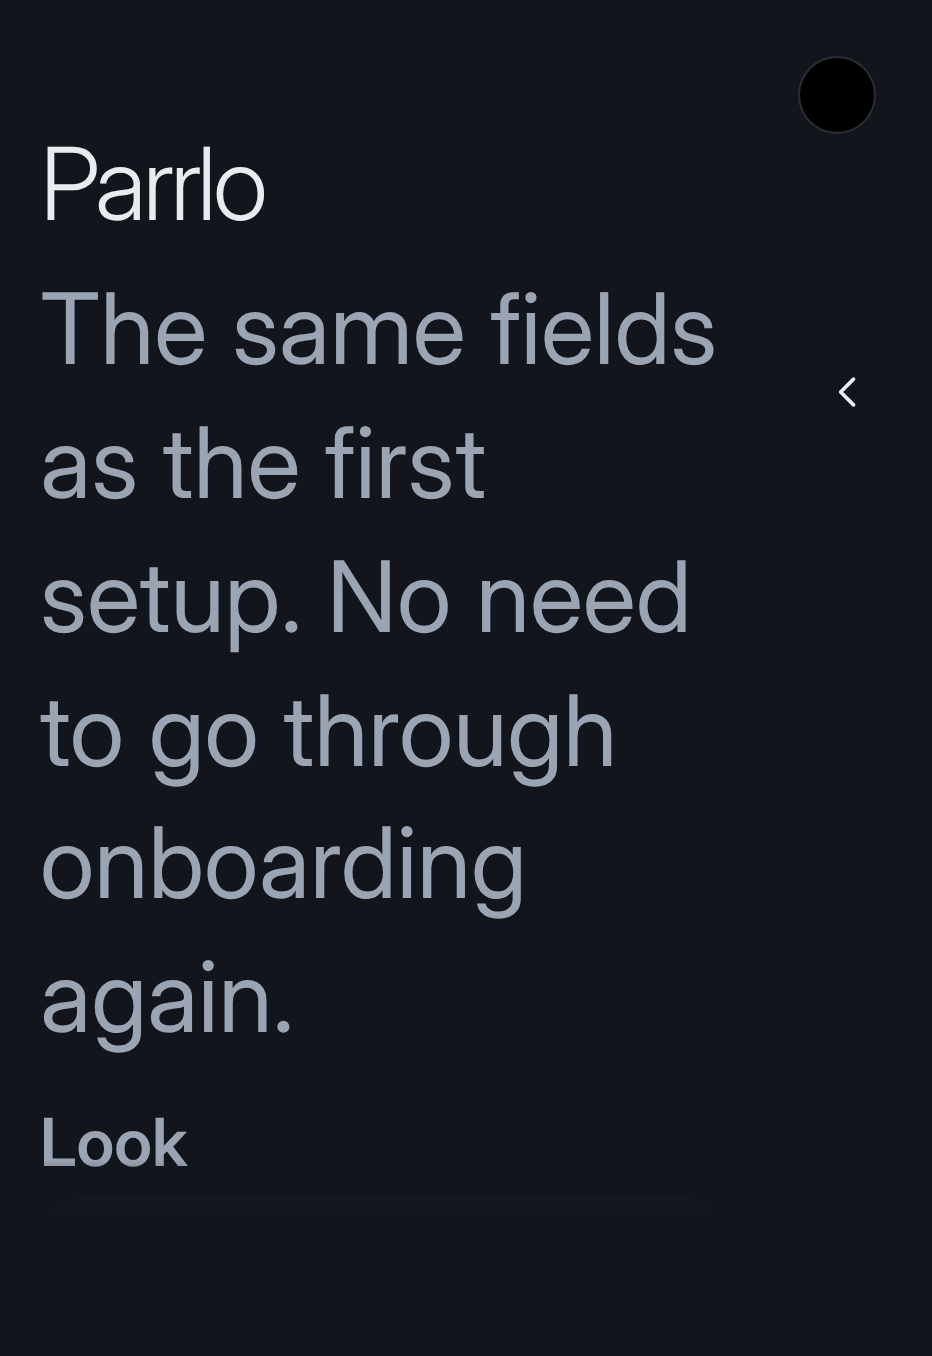 Parrlo
The same fields
as the first
setup. No need
to go through
onboarding
again.
Look